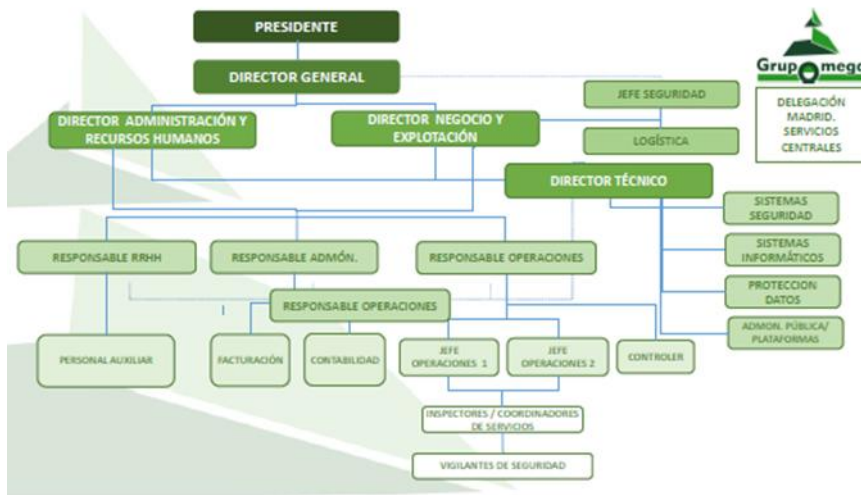 PRESIDENTE
DIRECTOR GENERAL
Grup mega
JEFE SEGURIDAD
DELEGACIÓN
MADRID.
SERVICIOS
CENTRALES
DIRECTOR ADMINISTRACIÓN Y
RECURSOS HUMANOS
DIRECTOR NEGOCIO Y
EXPLOTACIÓN
LOGÍSTICA
DIRECTOR TÉCNICO
SISTEMAS
SEGURIDAD
RESPONSABLE RRHH
RESPONSABLE ADMÓN.
RESPONSABLE OPERACIONES
SISTEMAS
INFORMÁTICOS
PROTECCION
DATOS
RESPONSABLE OPERACIONES
ADMON. PÚBLICA/
PLATAFORMAS
PERSONAL AUXILIAR
FACTURACIÓN
CONTABILIDAD
JEFE
OPERACIONES 1
JEFE
OPERACIONES 2
CONTROLER
INSPECTORES / COORDINADORES
DE SERVICIOS
VIGILANTES DE SEGURIDAD